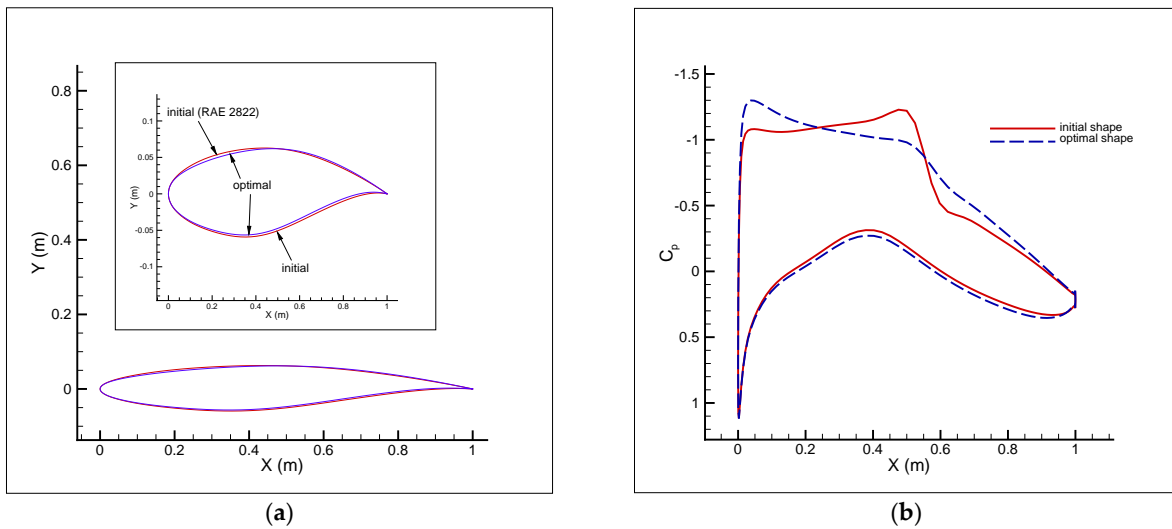 0.8
0.6
0.4
0.2
0
Y (m)
0 0.2 0.4 0.6 0.8 1
X (m)
initial (RAE 2822)
optimal
initial
0.1
0.05
0
-0.05
-0.1
Y (m)
0 0.2 0.4 0.6 0.8 1
X (m)
(a)
-1.5
-1
-0.5
0
0.5
1
Cp
initial shape
optimal shape
0 0.2 0.4 0.6 0.8 1
X (m)
(b)